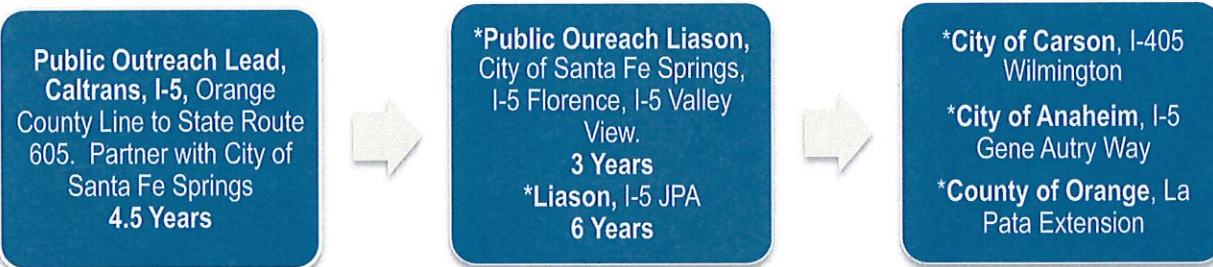 Public Outreach Lead,
Caltrans, I-5, Orange
County Line to State Route
605. Partner with City of
Santa Fe Springs
4.5 Years
*Public Oureach Liason,
City of Santa Fe Springs,
I-5 Florence, I-5 Valley
View.
3 Years
*Liason, I-5 JPA
6 Years
*City of Carson, I-405
Wilmington
*City of Anaheim, I-5
Gene Autry Way
*County of Orange, La
Pata Extension